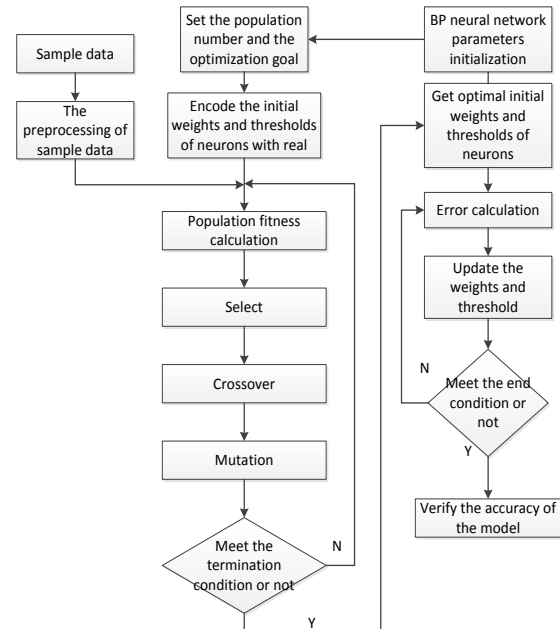 Sample data
The
preprocessing of
sample data
Set the population
number and the
optimization goal
Encode the initial
weights and thresholds
of neurons with real
Population fitness
calculation
Select
Crossover
Mutation
Meet the
termination
condition or not
N
Y
BP neural network
parameters
initialization
Get optimal initial
weights and
thresholds of
neurons
Error calculation
Update the
weights and
threshold
Meet the end
condition or
not
N
Y
Verify the accuracy of
the model